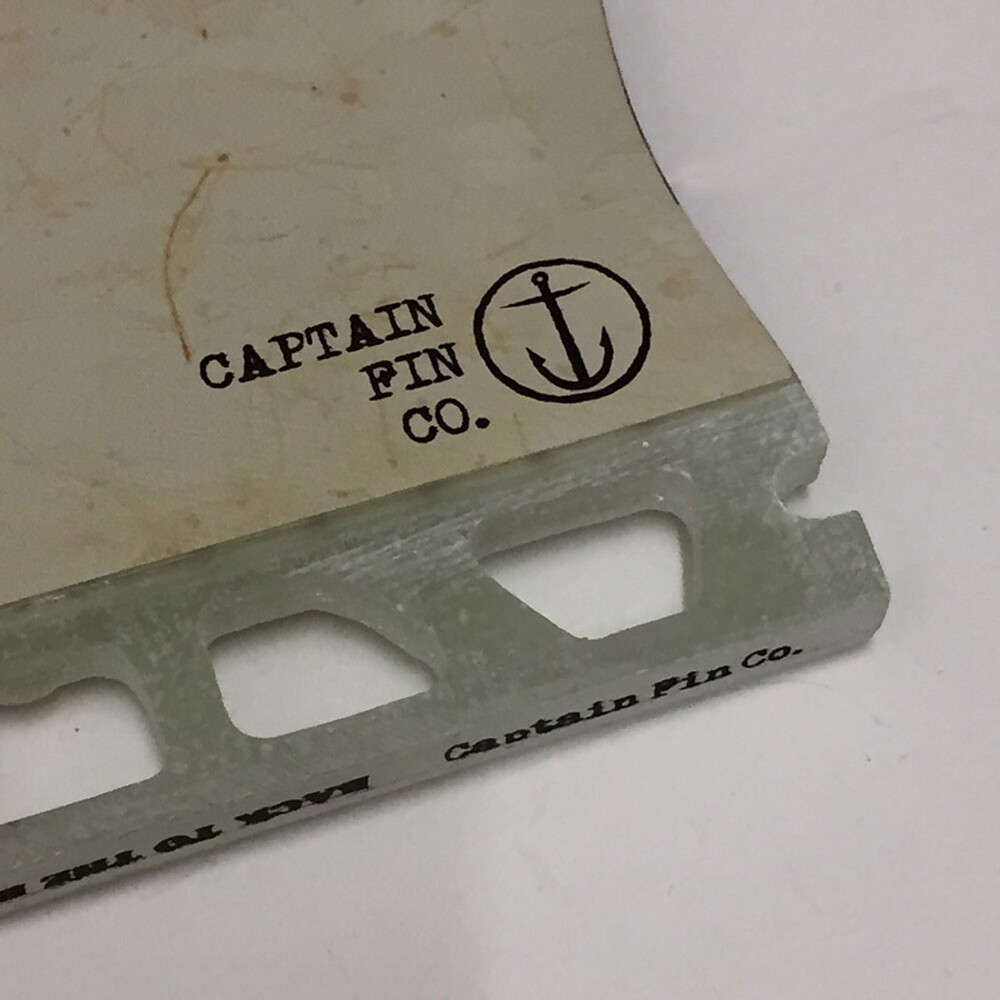 CAPTAIN
FIN
CO.
Captain Fin Co.
BACK TO THE